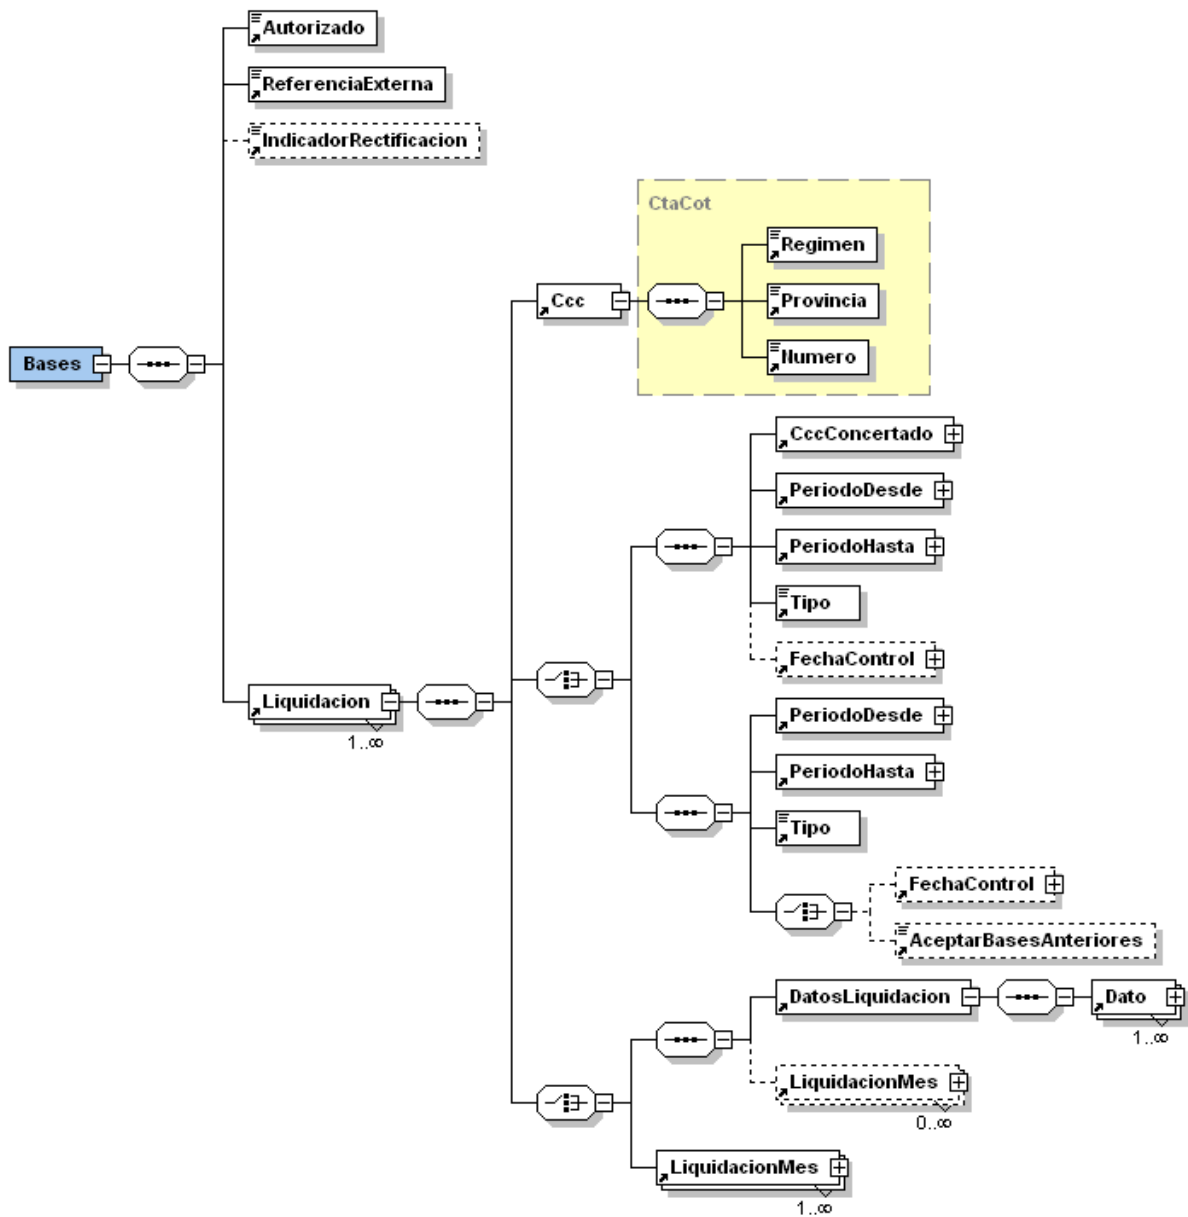 Autorizado
ReferenciaExterna
IndicadorRectificacion
CtaCot
Regimen
Ccc
Provincia
Numero
Bases
CccConcertado
PeriodoDesde
PeriodoHasta
Tipo
FechaControl
Liquidacion
1..∞
PeriodoDesde
PeriodoHasta
Tipo
FechaControl
AceptarBasesAnteriores
DatosLiquidacion
Dato
1..∞
LiquidacionMes
0..∞
LiquidacionMes
1..∞